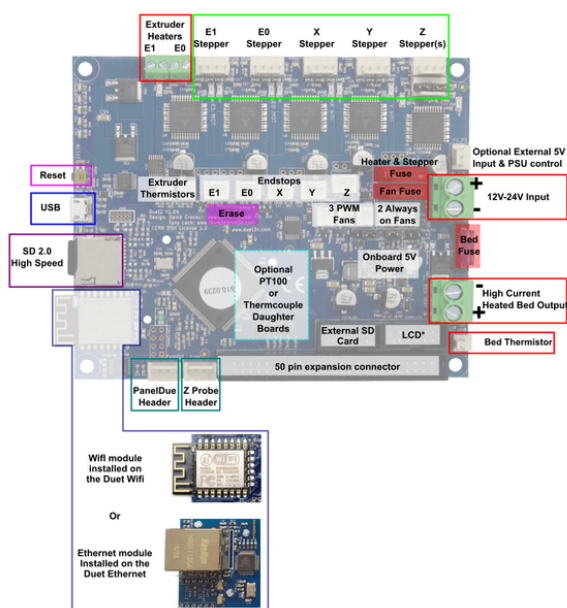 Extruder
Heaters
E1 E0
E1
Stepper
E0
Stepper
X
Stepper
Y
Stepper
Z
Stepper(s)
Optional External 5V
Input & PSU control
Reset
Extruder
Thermistors
Endstops
E1 E0 X Y Z
Heater & Stepper
Fuse
Fan Fuse
+
12V-24V Input
-
USB
Erase
3 PWM
Fans
2 Always
on Fans
SD 2.0
High Speed
Bed
Fuse
Optional
PT100
or
Thermcouple
Daughter
Boards
Onboard 5V
Power
-
High Current
Heated Bed Output
+
External SD
Card
LCD*
Bed Thermistor
50 pin expansion connector
PanelDue
Header
Z Probe
Header
Wifi module
installed on
the Duet Wifi
Or
Ethernet module
Installed on the
Duet Ethernet